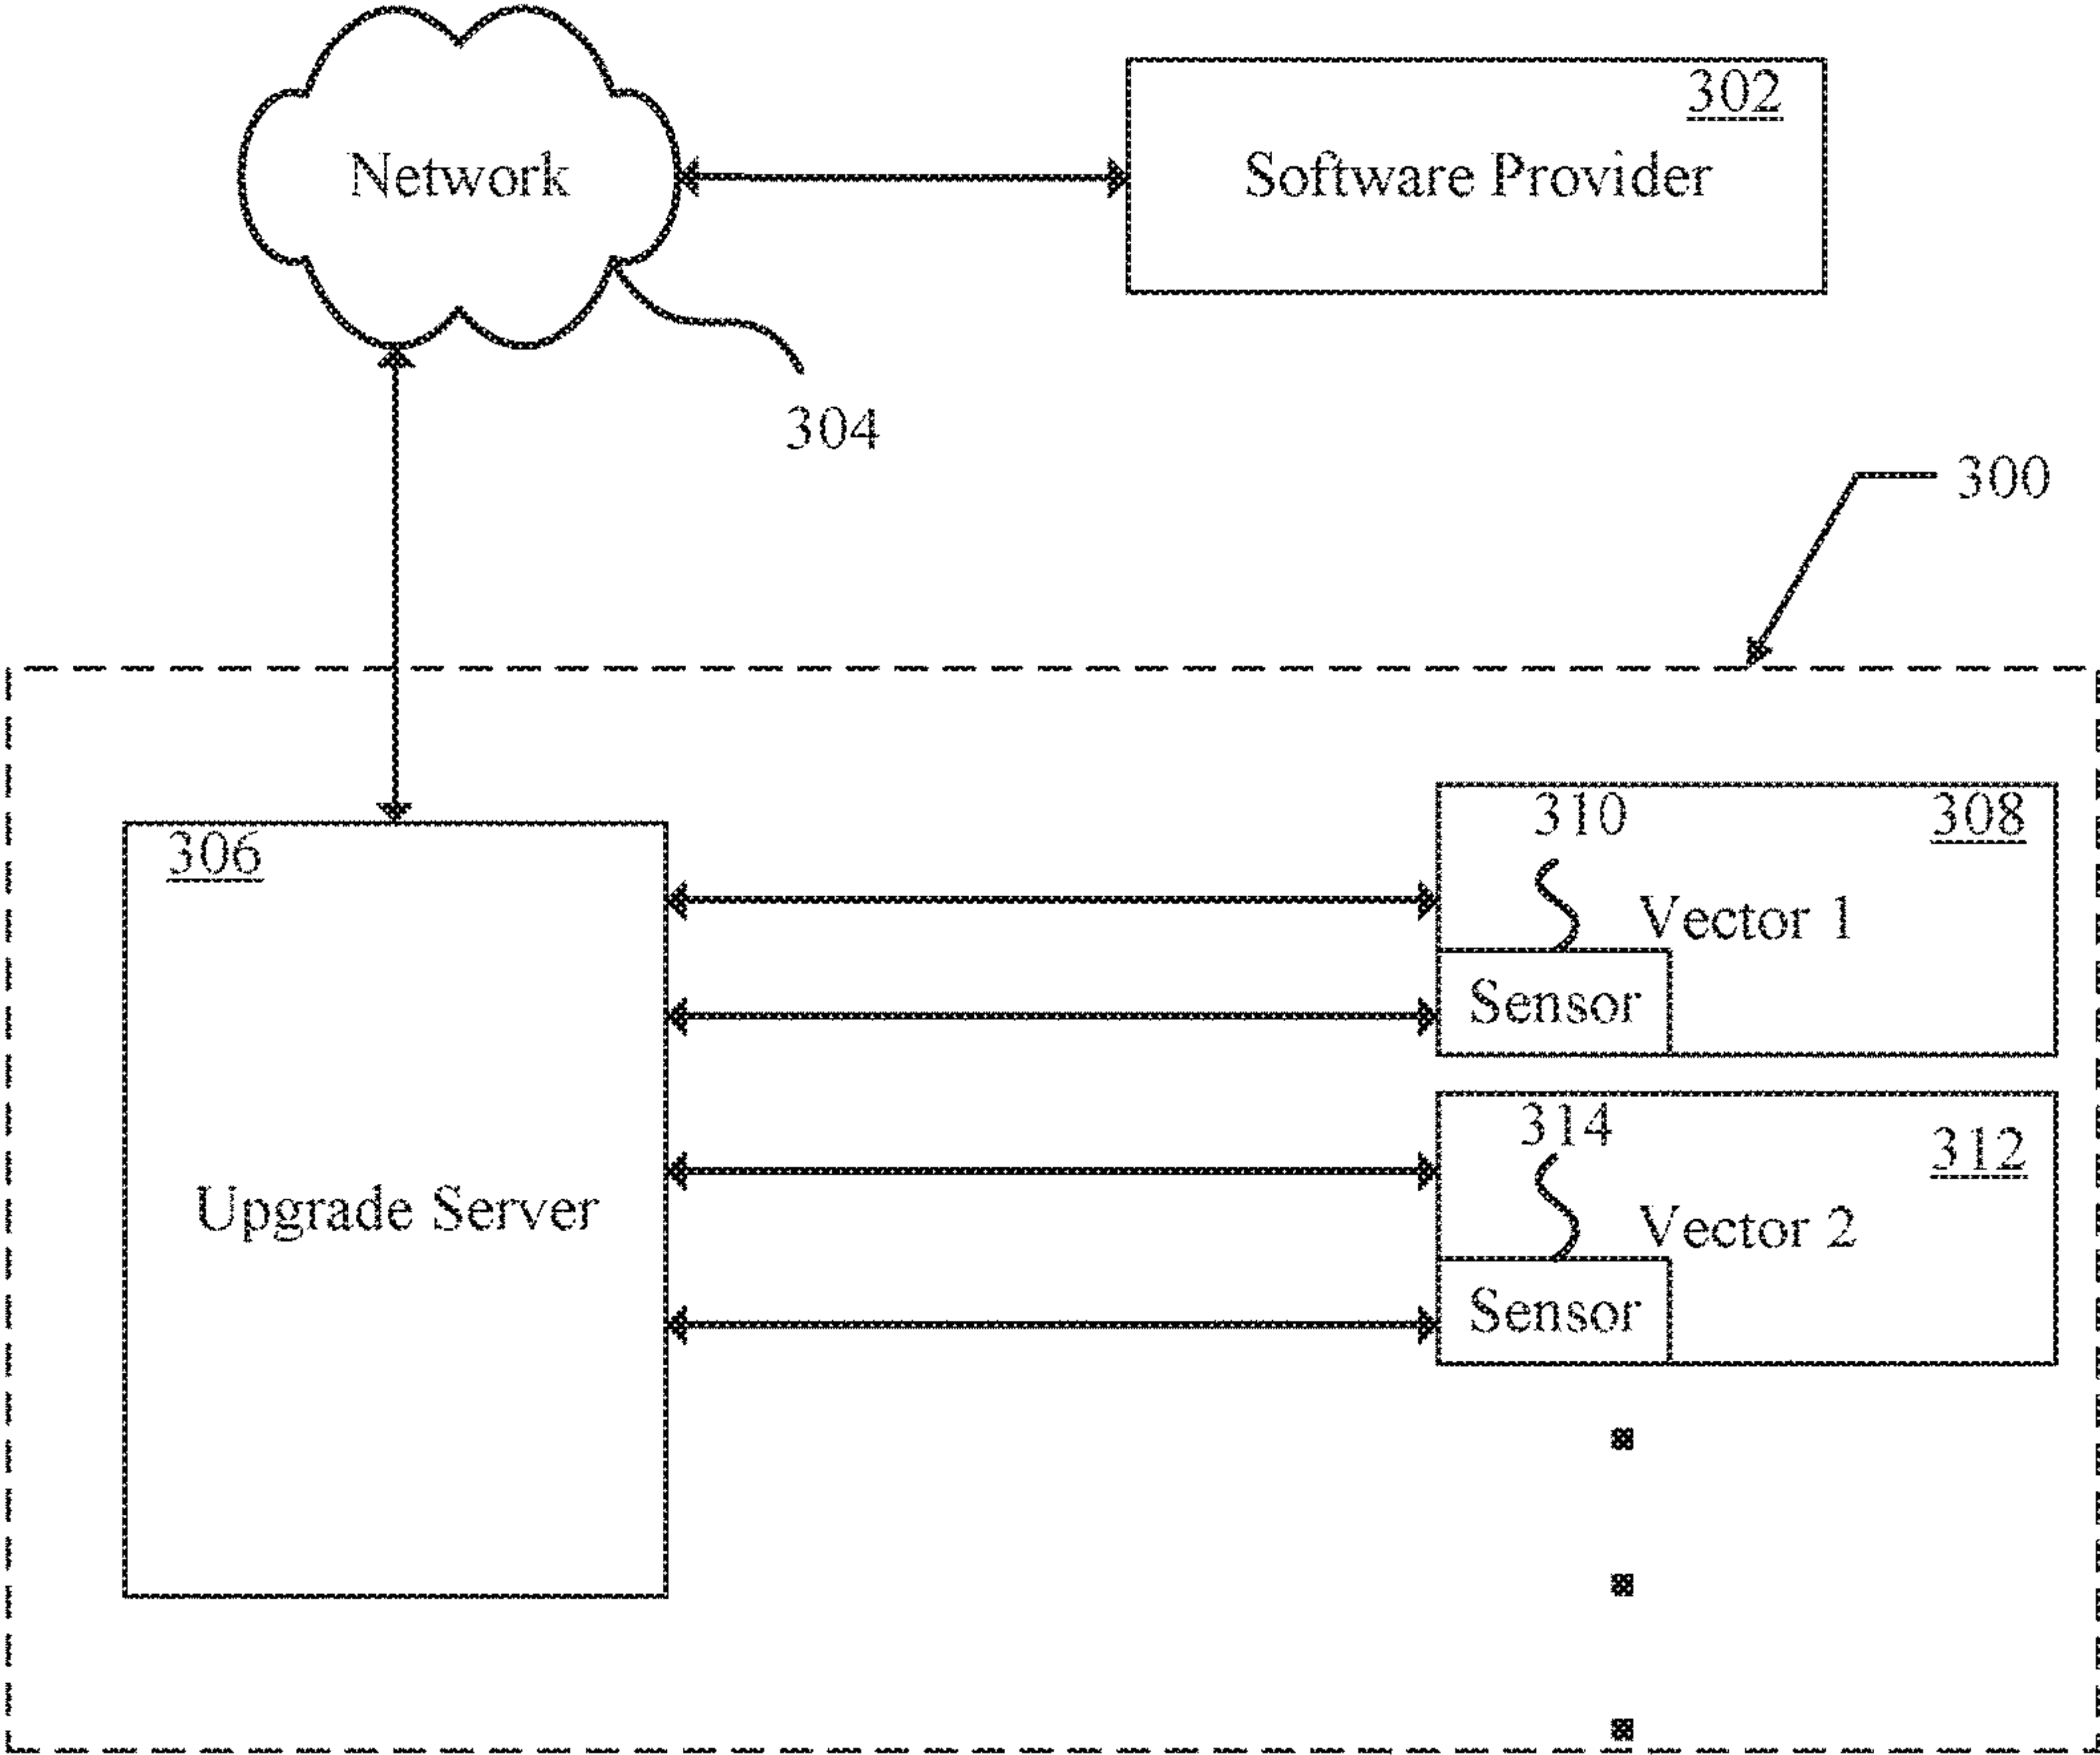 302
Network
Software Provider
304
300
306
310
308
Vector 1
Sensor
314
312
Upgrade Server
Vector 2
Sensor